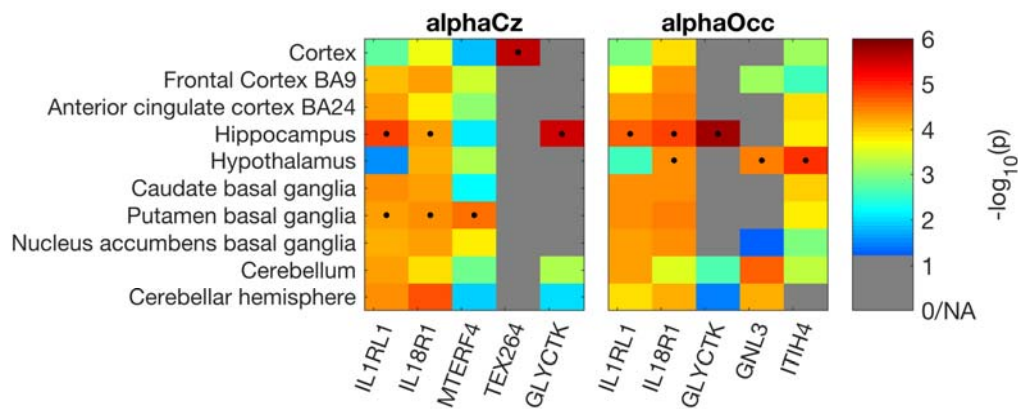 alphaCz
alphaOcc
Cortex
Frontal Cortex BA9
Anterior cingulate cortex BA24
Hippocampus
Hypothalamus
Caudate basal ganglia
Putamen basal ganglia
Nucleus accumbens basal ganglia
Cerebellum
Cerebellar hemisphere
IL1RL1
IL18R1
MTERF4
TEX264
GLYCTK
IL1RL1
IL18R1
GLYCTK
GNL3
ITIH4
6
5
4
3
2
1
0/NA
-log10(p)